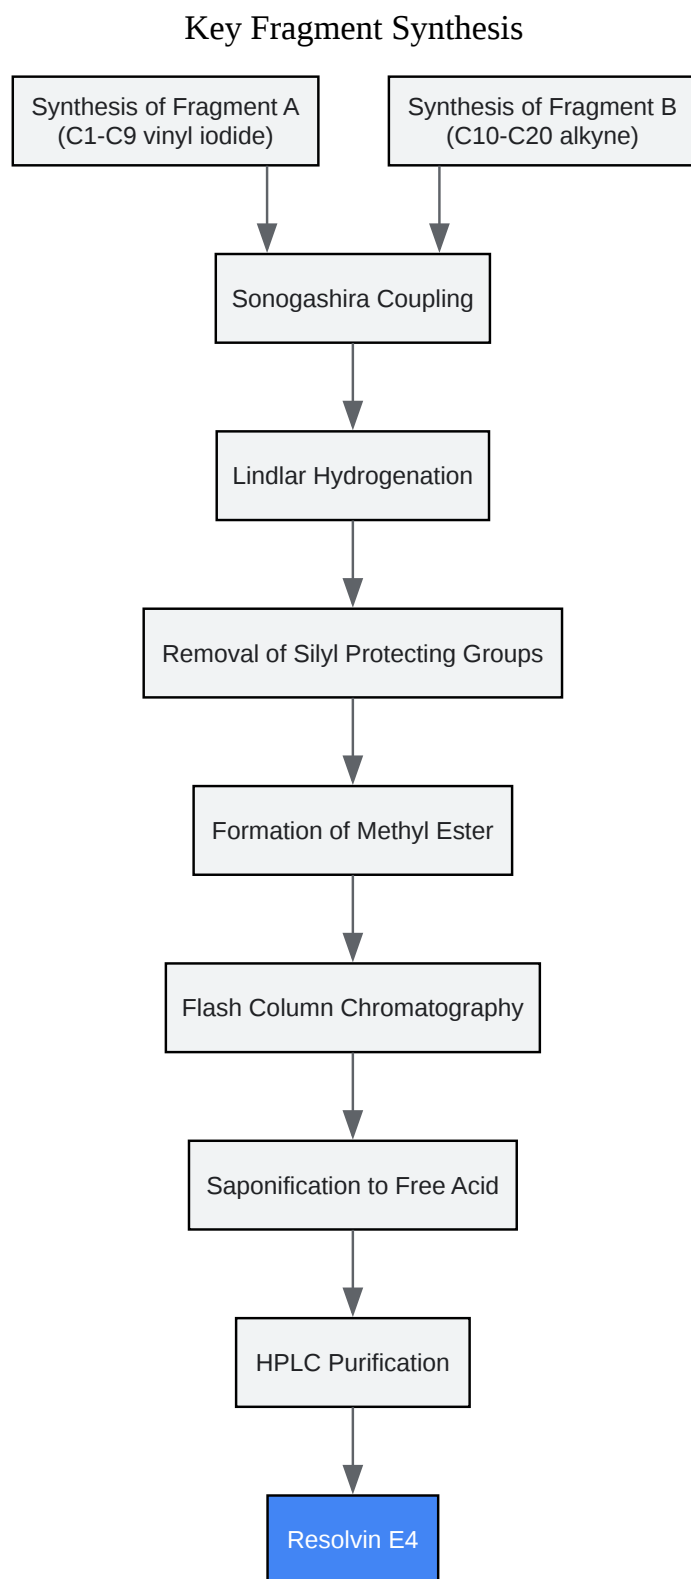 Key Fragment Synthesis
Synthesis of Fragment A
(C1-C9 vinyl iodide)
Synthesis of Fragment B
(C10-C20 alkyne)
Sonogashira Coupling
Lindlar Hydrogenation
Removal of Silyl Protecting Groups
Formation of Methyl Ester
Flash Column Chromatography
Saponification to Free Acid
HPLC Purification
Resolvin E4